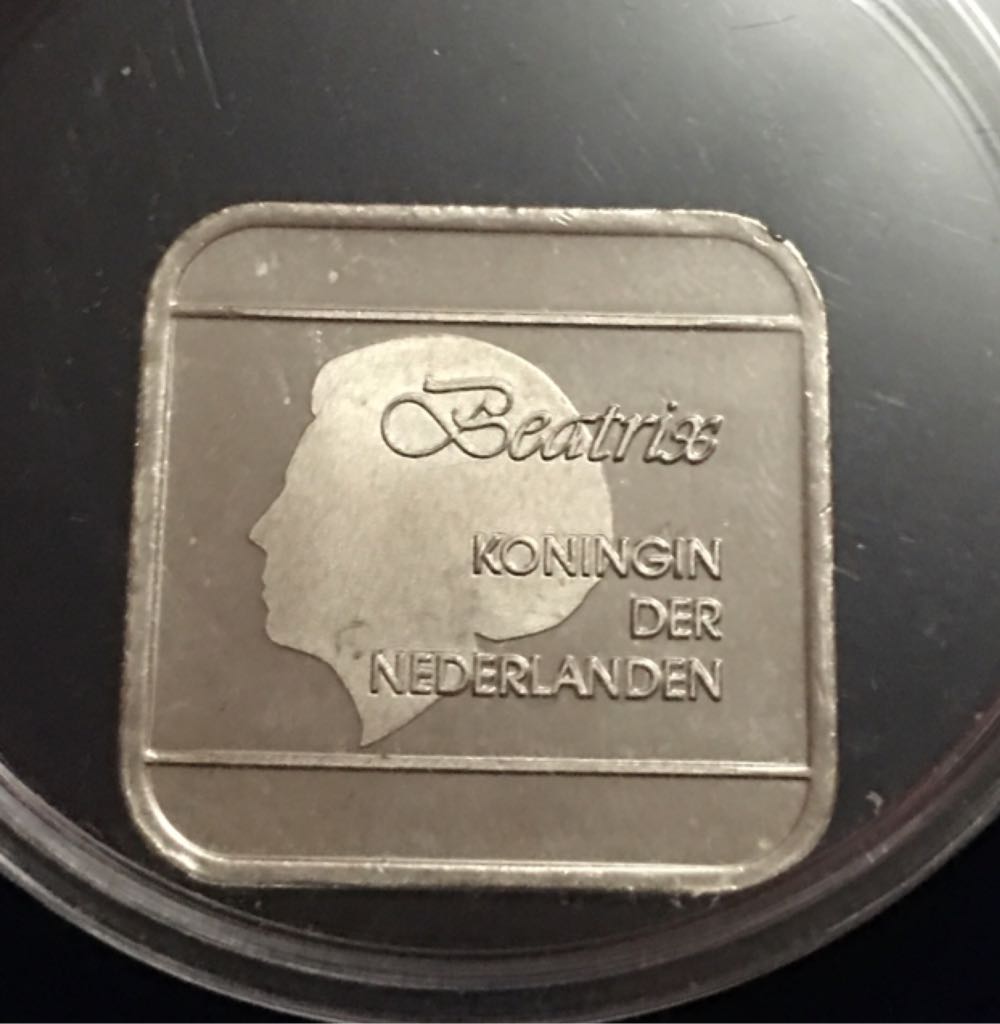 Beatrix
KONINGIN
DER
NEDERLANDEN